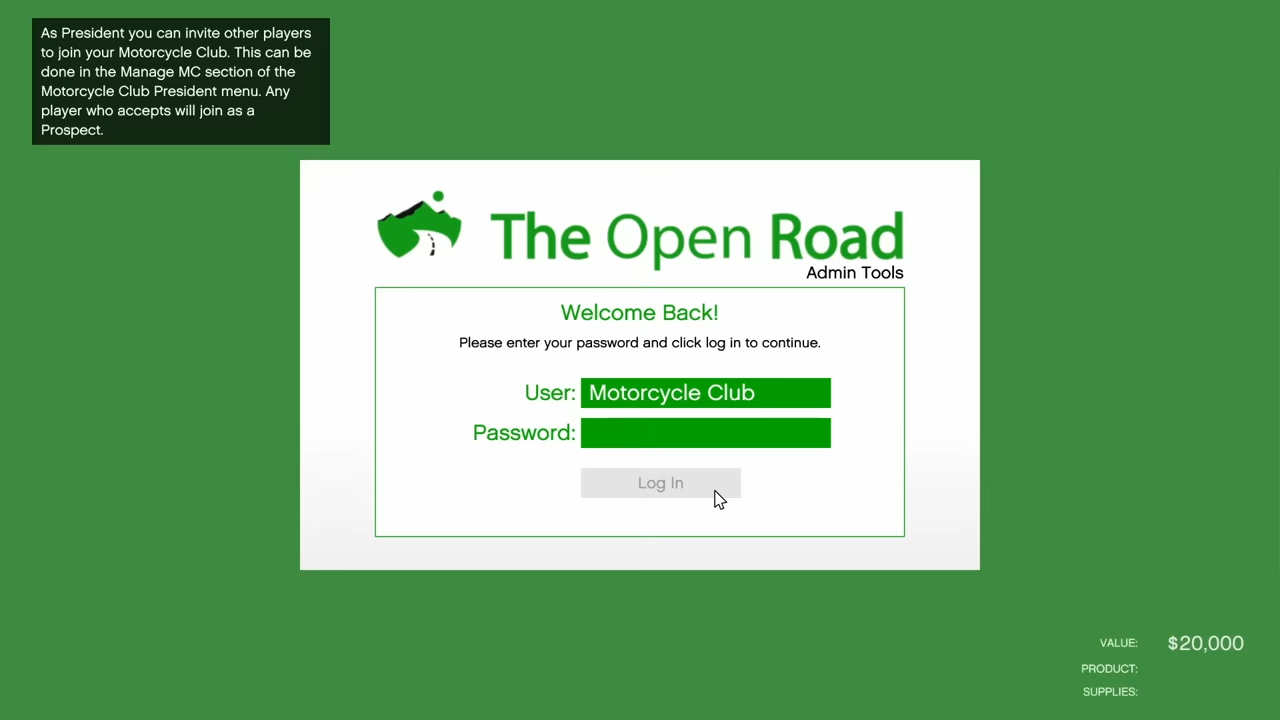 As President you can invite other players
to join your Motorcycle Club. This can be
done in the Manage MC section of the
Motorcycle Club President menu. Any
player who accepts will join as a
Prospect.
The Open Road
Admin Tools
Welcome Back!
Please enter your password and click log in to continue.
User: Motorcycle Club
Password:
Log In
VALUE: $20,000
PRODUCT:
SUPPLIES: